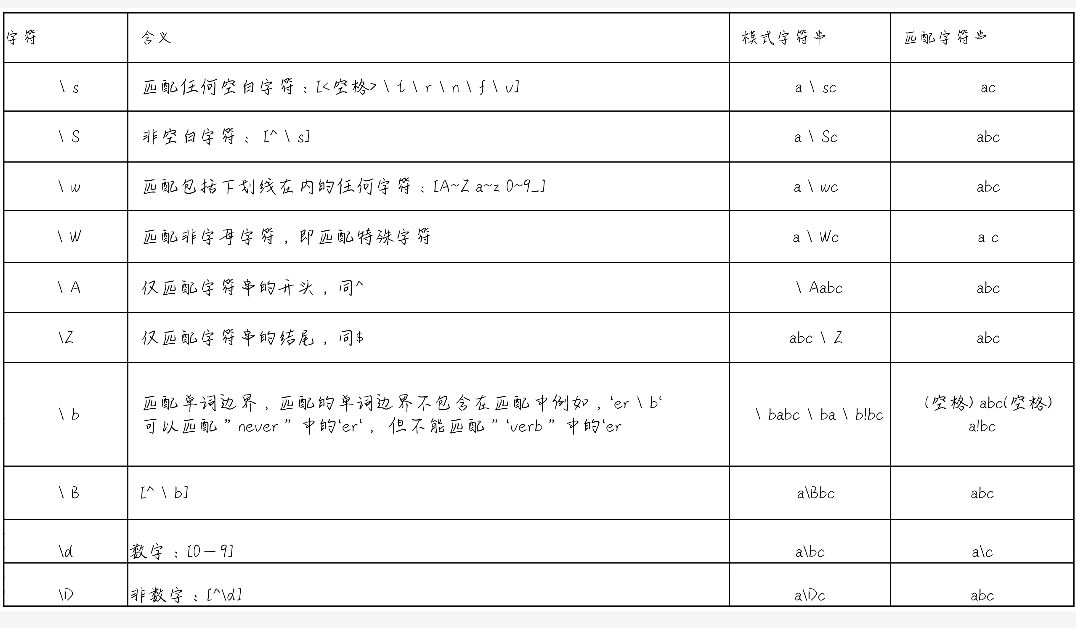 字符 含义 模式字符串 匹配字符串
\ s 匹配任何空白字符：[<空格> \ t \ r \ n \ f \ v] a \ sc ac
\ S 非空白字符： [^ \ s] a \ Sc abc
\ w 匹配包括下划线在内的任何字符：[A~Z a~z 0~9_] a \ wc abc
\ W 匹配非字母字符，即匹配特殊字符 a \ Wc a c
\ A 仅匹配字符串的开头，同^ \ Aabc abc
\Z 仅匹配字符串的结尾，同$ abc \ Z abc
\ b 匹配单词边界，匹配的单词边界不包含在匹配中例如，‘er \ b‘ \ babc \ ba \ b!bc (空格) abc(空格)
可以匹配＂never＂中的‘er‘，但不能匹配＂‘verb＂中的‘er a!bc
\ B [^ \ b] a\Bbc abc
\d 数字：[0－9] a\bc a\c
\D 非数字：[^\d] a\Dc abc